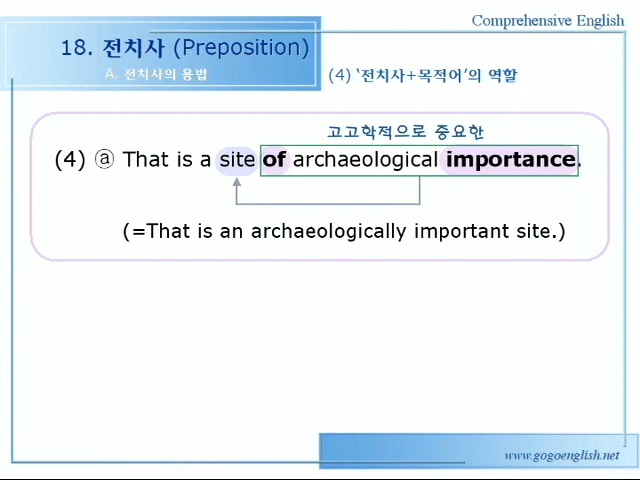 Comprehensive English
18. 전치사 (Preposition)
A. 전치사의 용법
(4) ‘전치사+목적어’의 역할
고고학적으로 중요한
(4) ⓐ That is a site of archaeological importance.
(=That is an archaeologically important site.)
www.gogoenglish.net